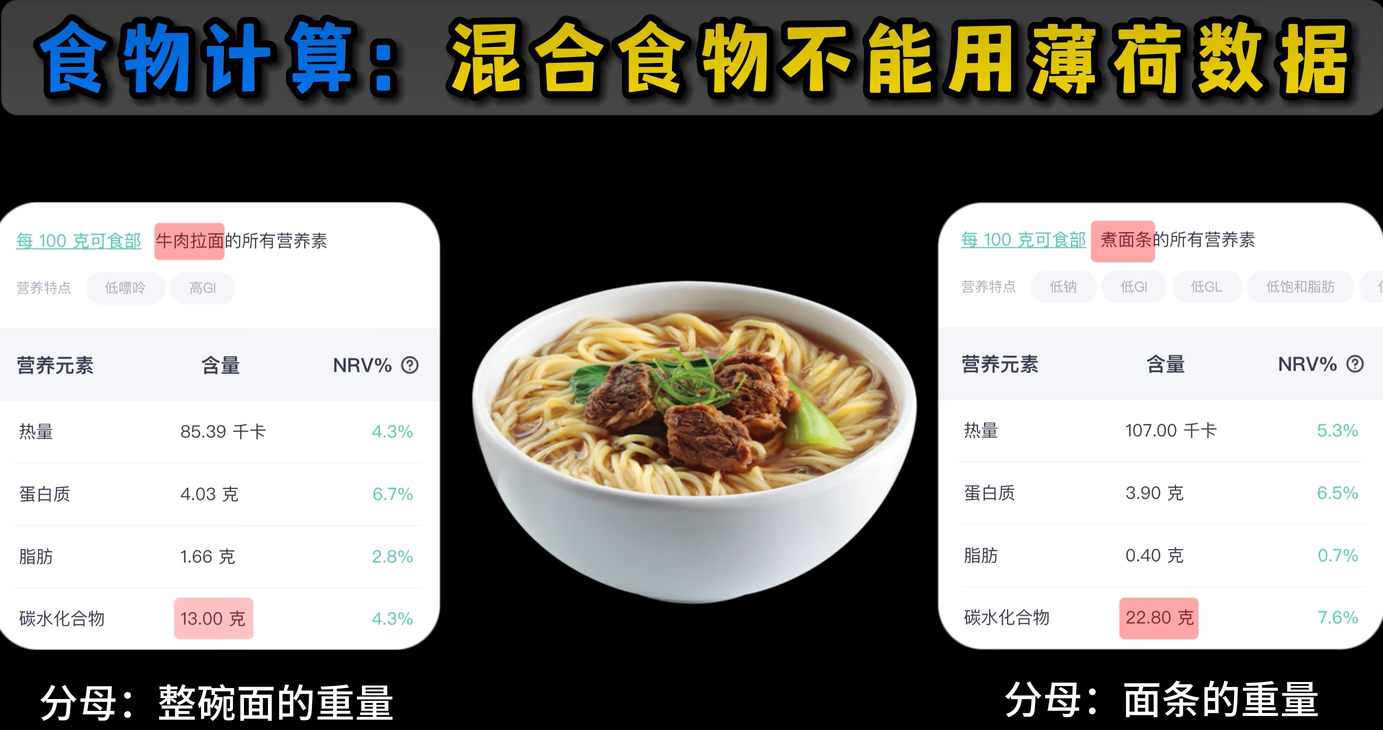 食物计算：混合食物不能用薄荷数据
每 100 克可食部 牛肉拉面的所有营养素
营养特点 低嘌呤 高GI
营养元素 含量 NRV% ?
热量 85.39 千卡 4.3%
蛋白质 4.03 克 6.7%
脂肪 1.66 克 2.8%
碳水化合物 13.00 克 4.3%
分母：整碗面的重量
每 100 克可食部 煮面条的所有营养素
营养特点 低钠 低GI 低GL 低饱和脂肪
营养元素 含量 NRV% ?
热量 107.00 千卡 5.3%
蛋白质 3.90 克 6.5%
脂肪 0.40 克 0.7%
碳水化合物 22.80 克 7.6%
分母：面条的重量